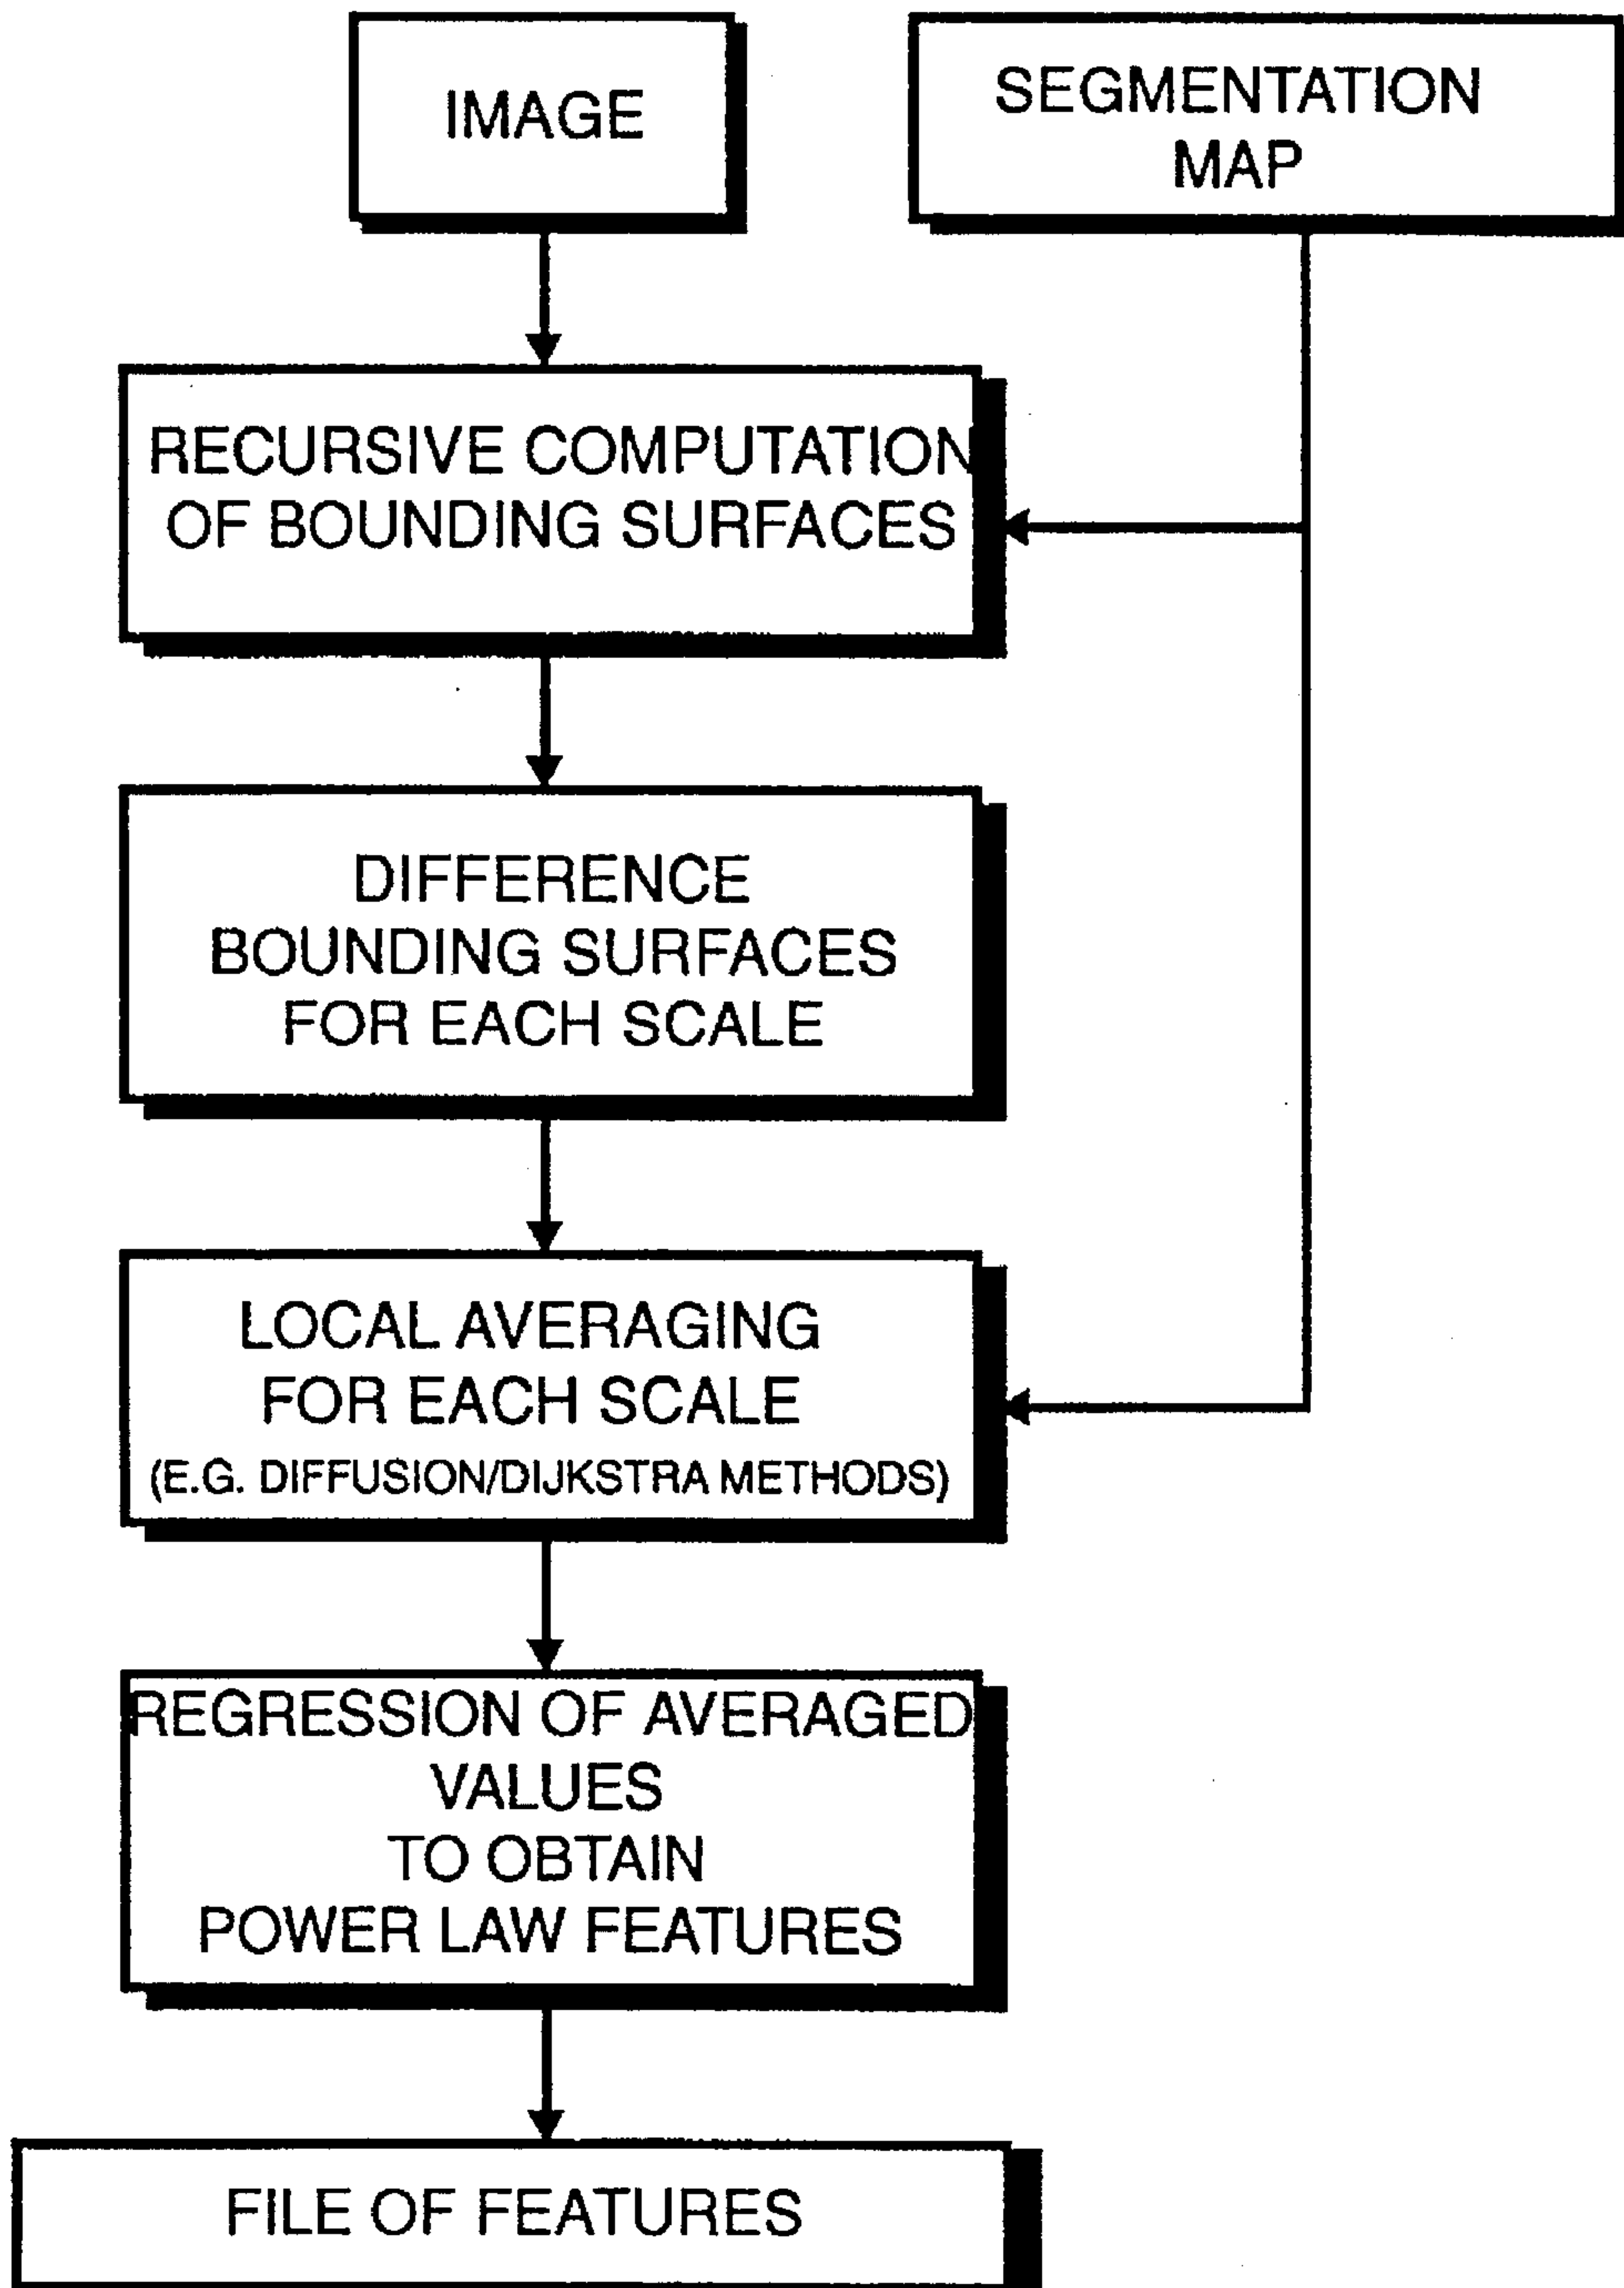 IMAGE
SEGMENTATION
MAP
RECURSIVE COMPUTATION
OF BOUNDING SURFACES
DIFFERENCE
BOUNDING SURFACES
FOR EACH SCALE
LOCAL AVERAGING
FOR EACH SCALE
(E.G. DIFFUSION/DIJKSTRA METHODS)
REGRESSION OF AVERAGED
VALUES
TO OBTAIN
POWER LAW FEATURES
FILE OF FEATURES